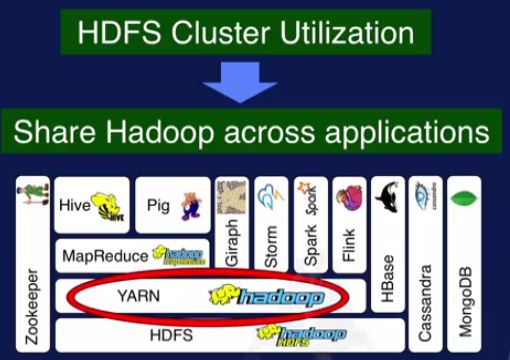 HDFS Cluster Utilization
Share Hadoop across applications
Zookeeper
Hive
HIVE
Pig
Giraph
Storm
Spark
Spark
Flink
HBase
Cassandra
cassandra
MongoDB
MapReduce
hadoop
MapReduce
YARN
hadoop
HDFS
hadoop
HDFS